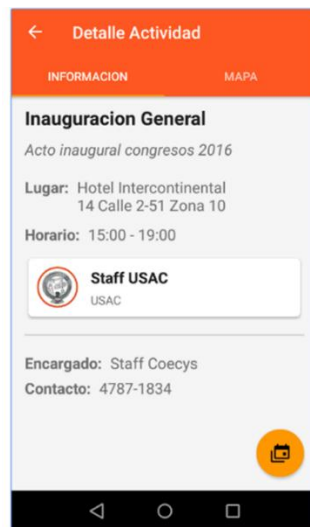 Detalle Actividad
INFORMACION MAPA
Inauguracion General
Acto inaugural congresos 2016
Lugar: Hotel Intercontinental
14 Calle 2-51 Zona 10
Horario: 15:00 - 19:00
Staff USAC
USAC
Encargado: Staff Coecys
Contacto: 4787-1834